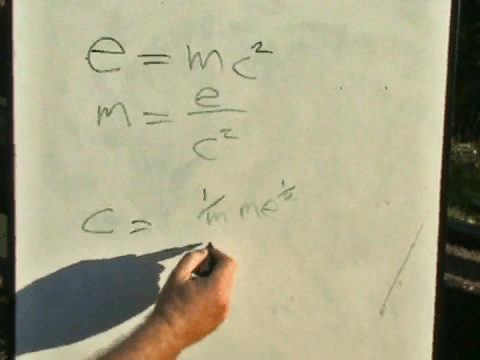 e = mc²
m = e/c²
c = 1/m me^1/2